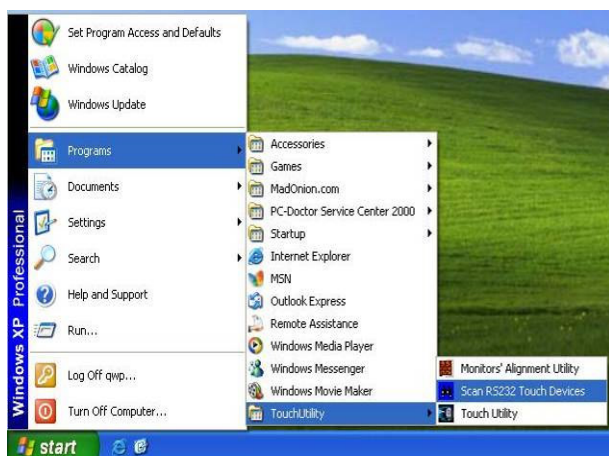 Set Program Access and Defaults
Windows Catalog
Windows Update
Programs
Documents
Settings
Search
Help and Support
Run...
Log Off qwp...
Turn Off Computer...
Windows XP Professional
Accessories
Games
MadOnion.com
PC-Doctor Service Center 2000
Startup
Internet Explorer
MSN
Outlook Express
Remote Assistance
Windows Media Player
Windows Messenger
Windows Movie Maker
TouchUtility
Monitors' Alignment Utility
Scan RS232 Touch Devices
Touch Utility
start